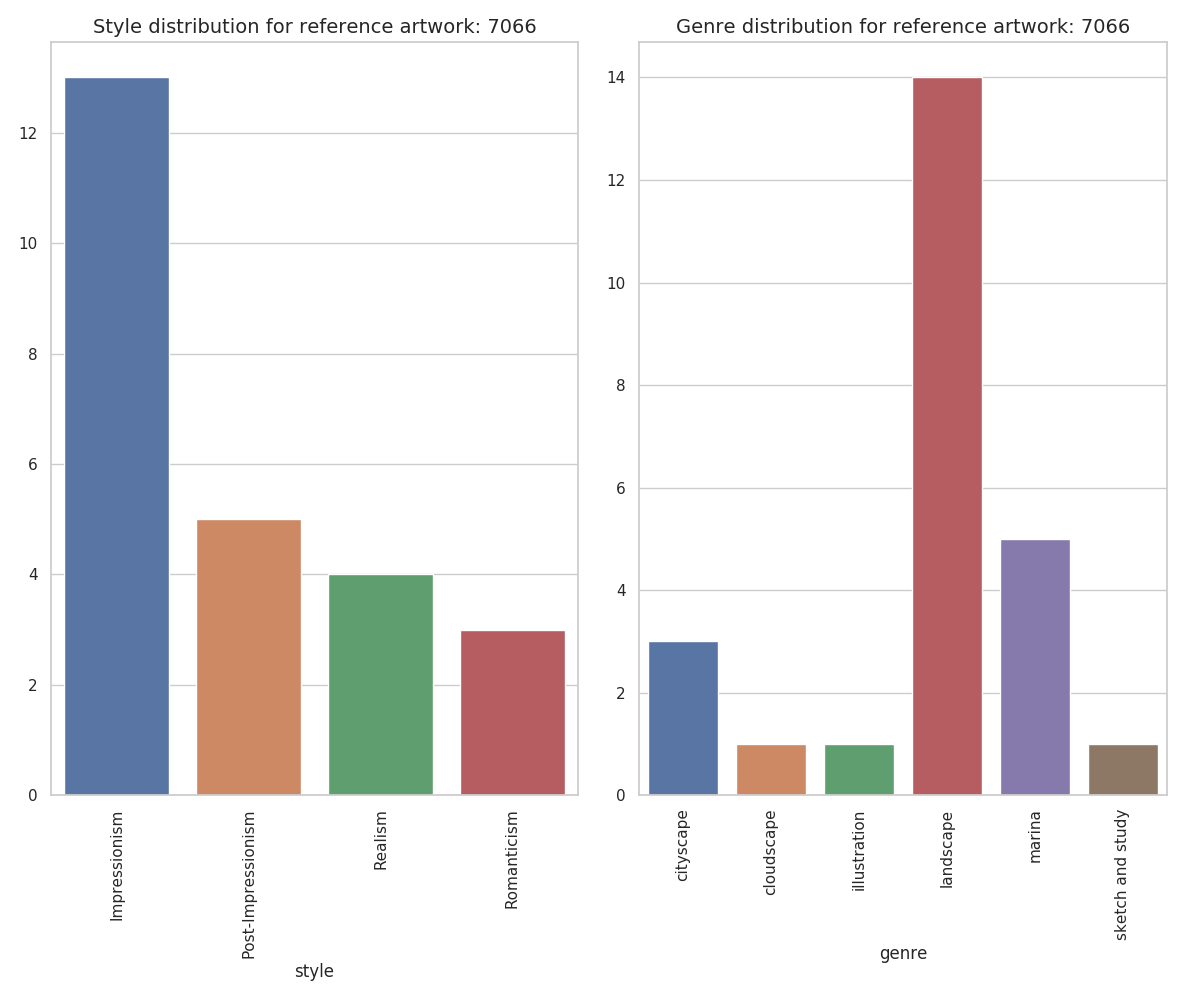 Style distribution for reference artwork: 7066
12
10
8
6
4
2
0
Impressionism
Post-Impressionism
Realism
Romanticism
style
Genre distribution for reference artwork: 7066
14
12
10
8
6
4
2
0
cityscape
cloudscape
illustration
landscape
marina
sketch and study
genre